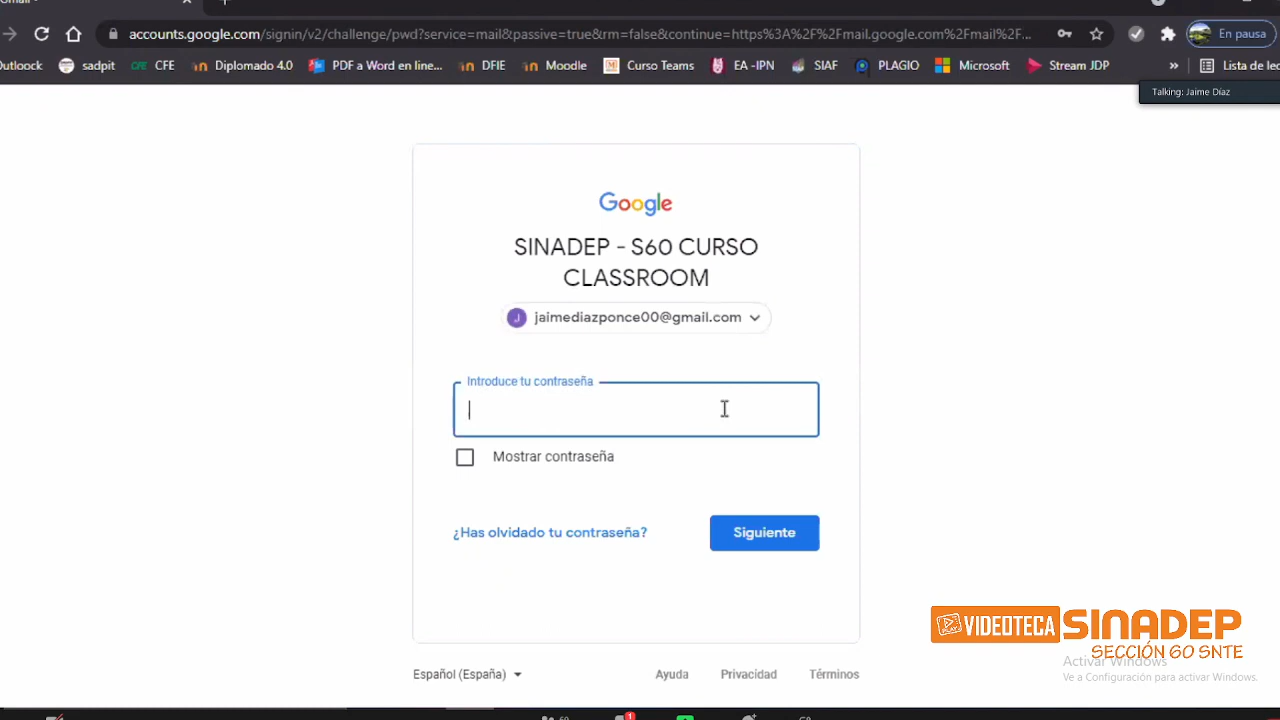 accounts.google.com/signin/v2/challenge/pwd?service=mail&passive=true&rm=false&continue=https%3A%2F%2Fmail.google.com%2Fmail%2F...
En pausa
sadpit CFE Diplomado 4.0 PDF a Word en line... DFIE Moodle Curso Teams EA -IPN SIAF PLAGIO Microsoft Stream JDP » Lista de lec
Talking: Jaime Díaz
Google
SINADEP - S60 CURSO
CLASSROOM
J jaimediazponce00@gmail.com
Introduce tu contraseña
Mostrar contraseña
¿Has olvidado tu contraseña?
Siguiente
PLAY VIDEOTECA SINADEP
SECCIÓN 60 SNTE
Activar Windows
Ve a Configuración para activar Windows.
Español (España)
Ayuda
Privacidad
Términos
1